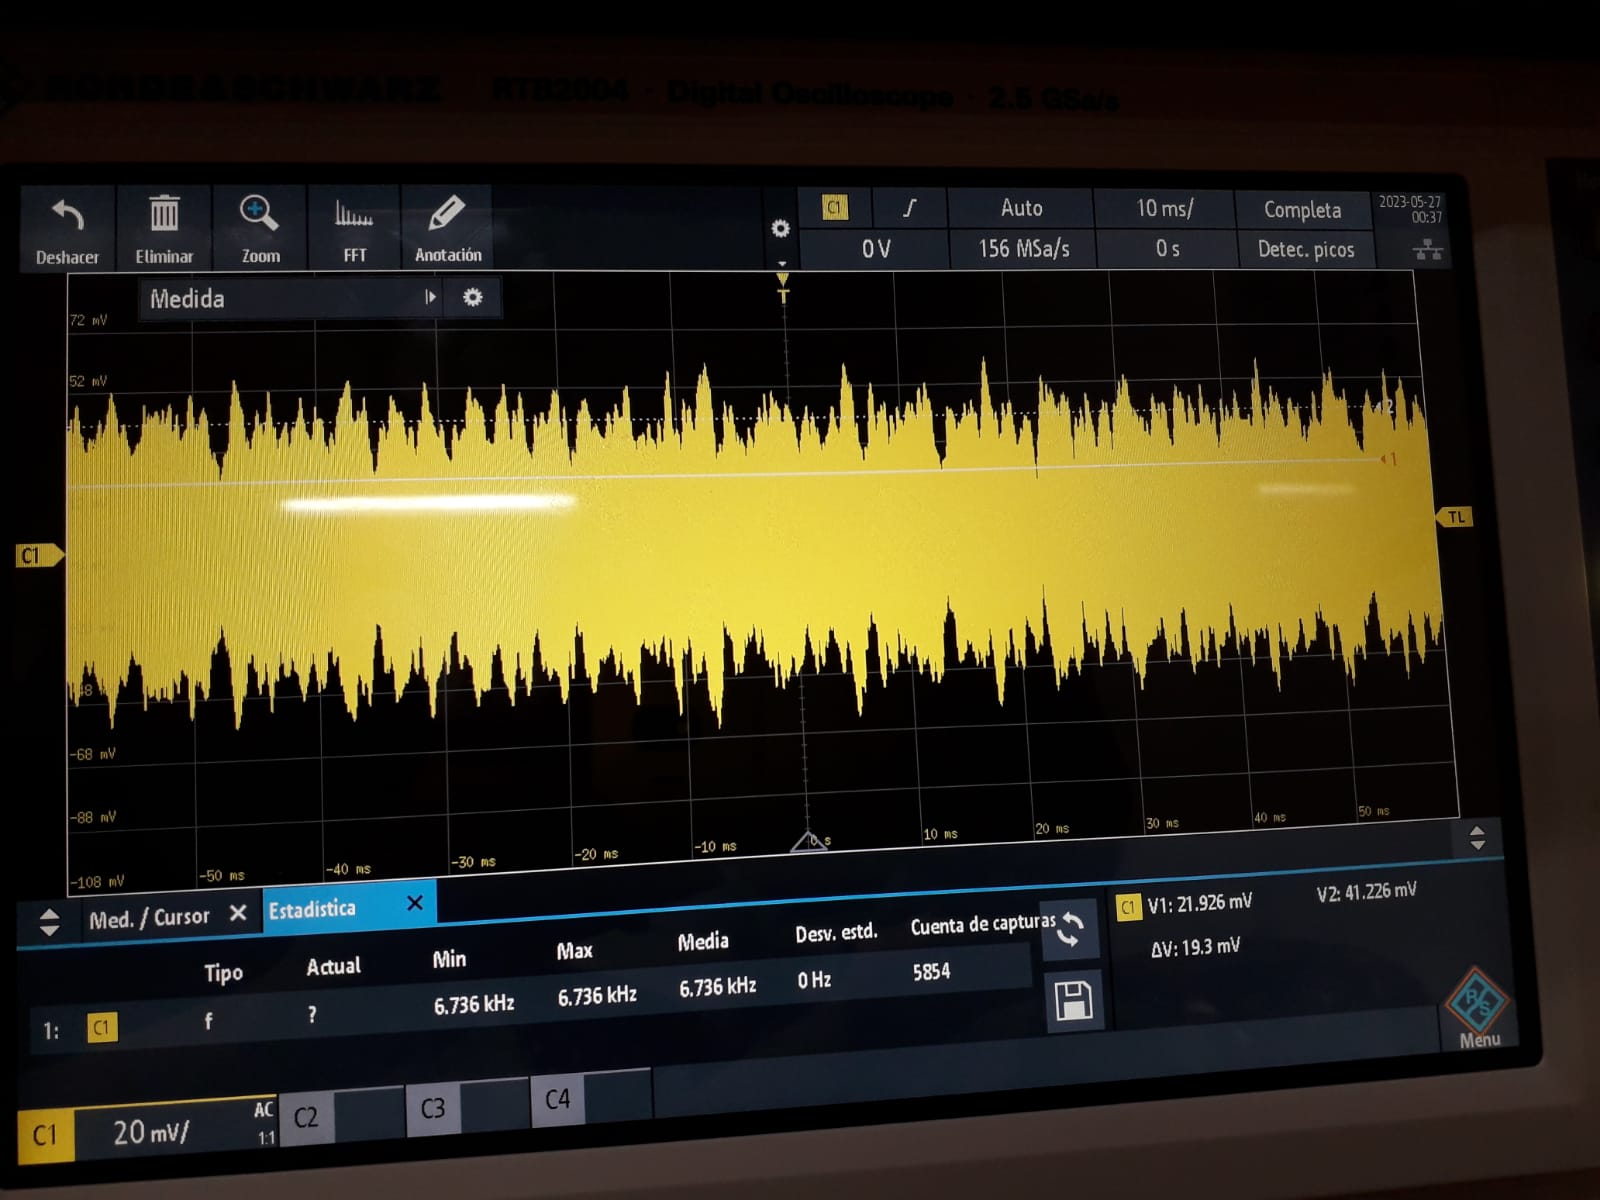 ROHDE&SCHWARZ RTB2004 · Digital Oscilloscope · 2.5 GSa/s
Deshacer Eliminar Zoom FFT Anotación
C1 Auto 10 ms/ Completa 2023-05-27
00:37
0 V 156 MSa/s 0 s Detec. picos
Medida
T
72 mV
52 mV
2
1
TL
C1
-68 mV
-88 mV
-108 mV -50 ms -40 ms -30 ms -20 ms -10 ms 0 s 10 ms 20 ms 30 ms 40 ms 50 ms
Med. / Cursor X Estadística X
Tipo Actual Min Max Media Desv. estd. Cuenta de capturas
1: C1 f ? 6.736 kHz 6.736 kHz 6.736 kHz 0 Hz 5854
C1 V1: 21.926 mV V2: 41.226 mV
ΔV: 19.3 mV
R S
Menu
C1 20 mV/ AC
1:1
C2 C3 C4